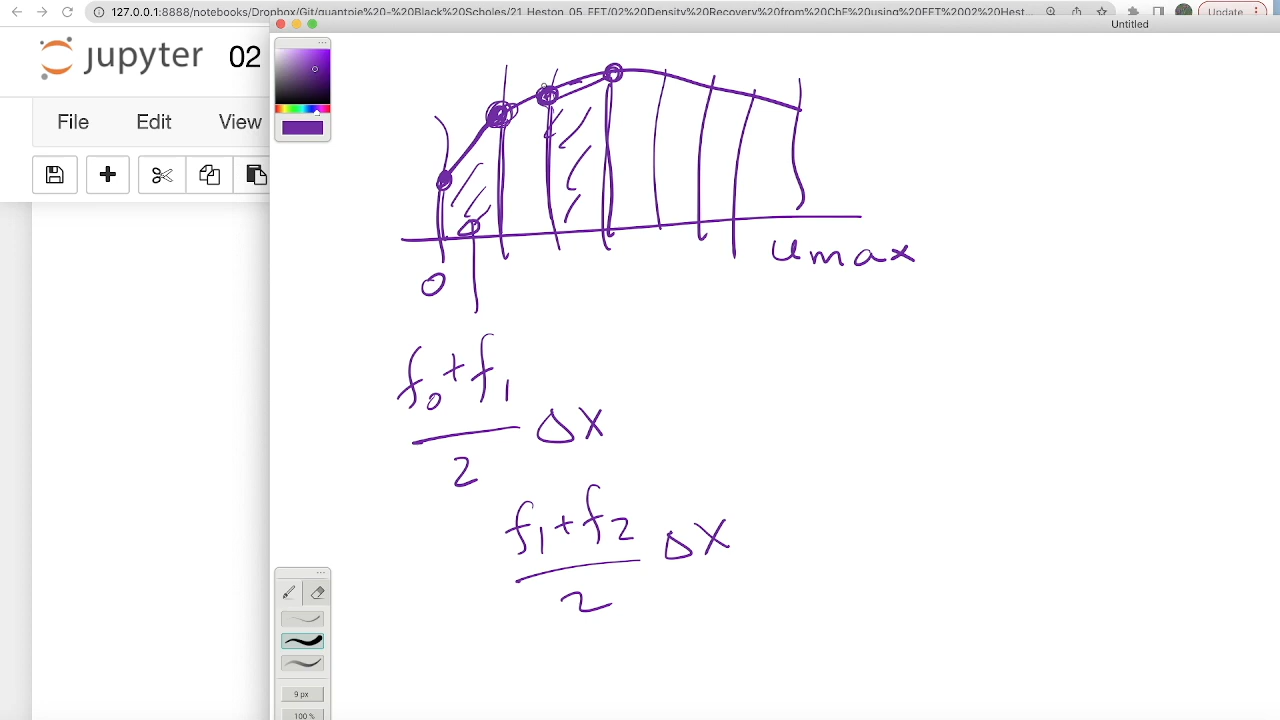 127.0.0.1:8888/notebooks/Dropbox/Git/quantpie%20-%20Black%20Scholes/21_Heston_05_FFT/02%20Density%20Recovery%20from%20ChF%20using%20FFT%2002%20Hest...
Update
Untitled
jupyter 02
File Edit View
0
umax
f0 + f1
2
Δx
f1 + f2
2
Δx
9 px
100 %